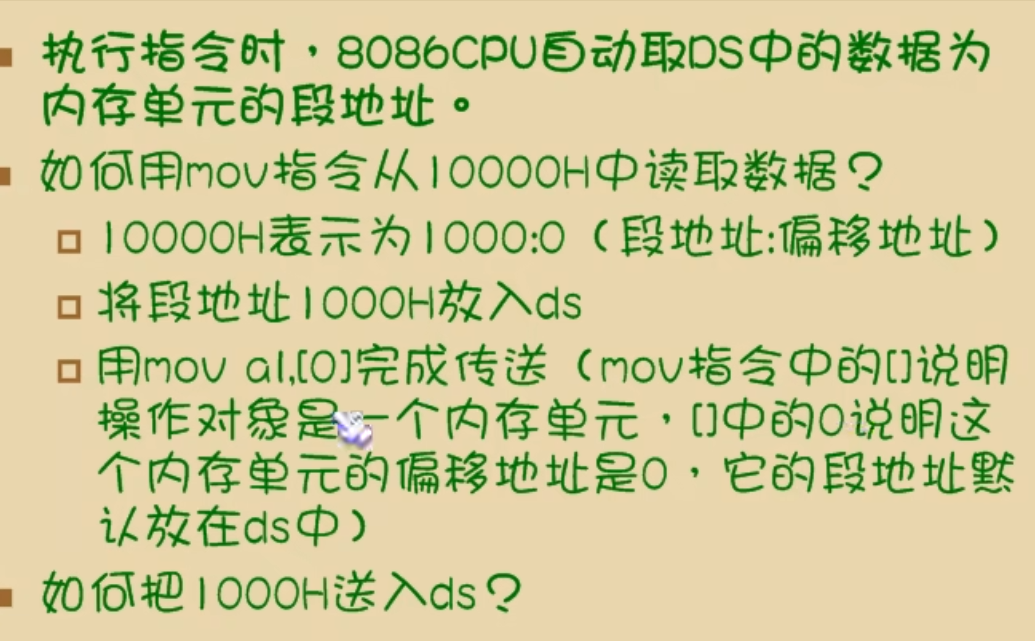 执行指令时，8086CPU自动取DS中的数据为
内存单元的段地址。
如何用mov指令从10000H中读取数据？
10000H表示为1000:0（段地址:偏移地址）
将段地址1000H放入ds
用mov al,[0]完成传送（mov指令中的[]说明
操作对象是一个内存单元，[]中的0说明这
个内存单元的偏移地址是0，它的段地址默
认放在ds中）
如何把1000H送入ds？